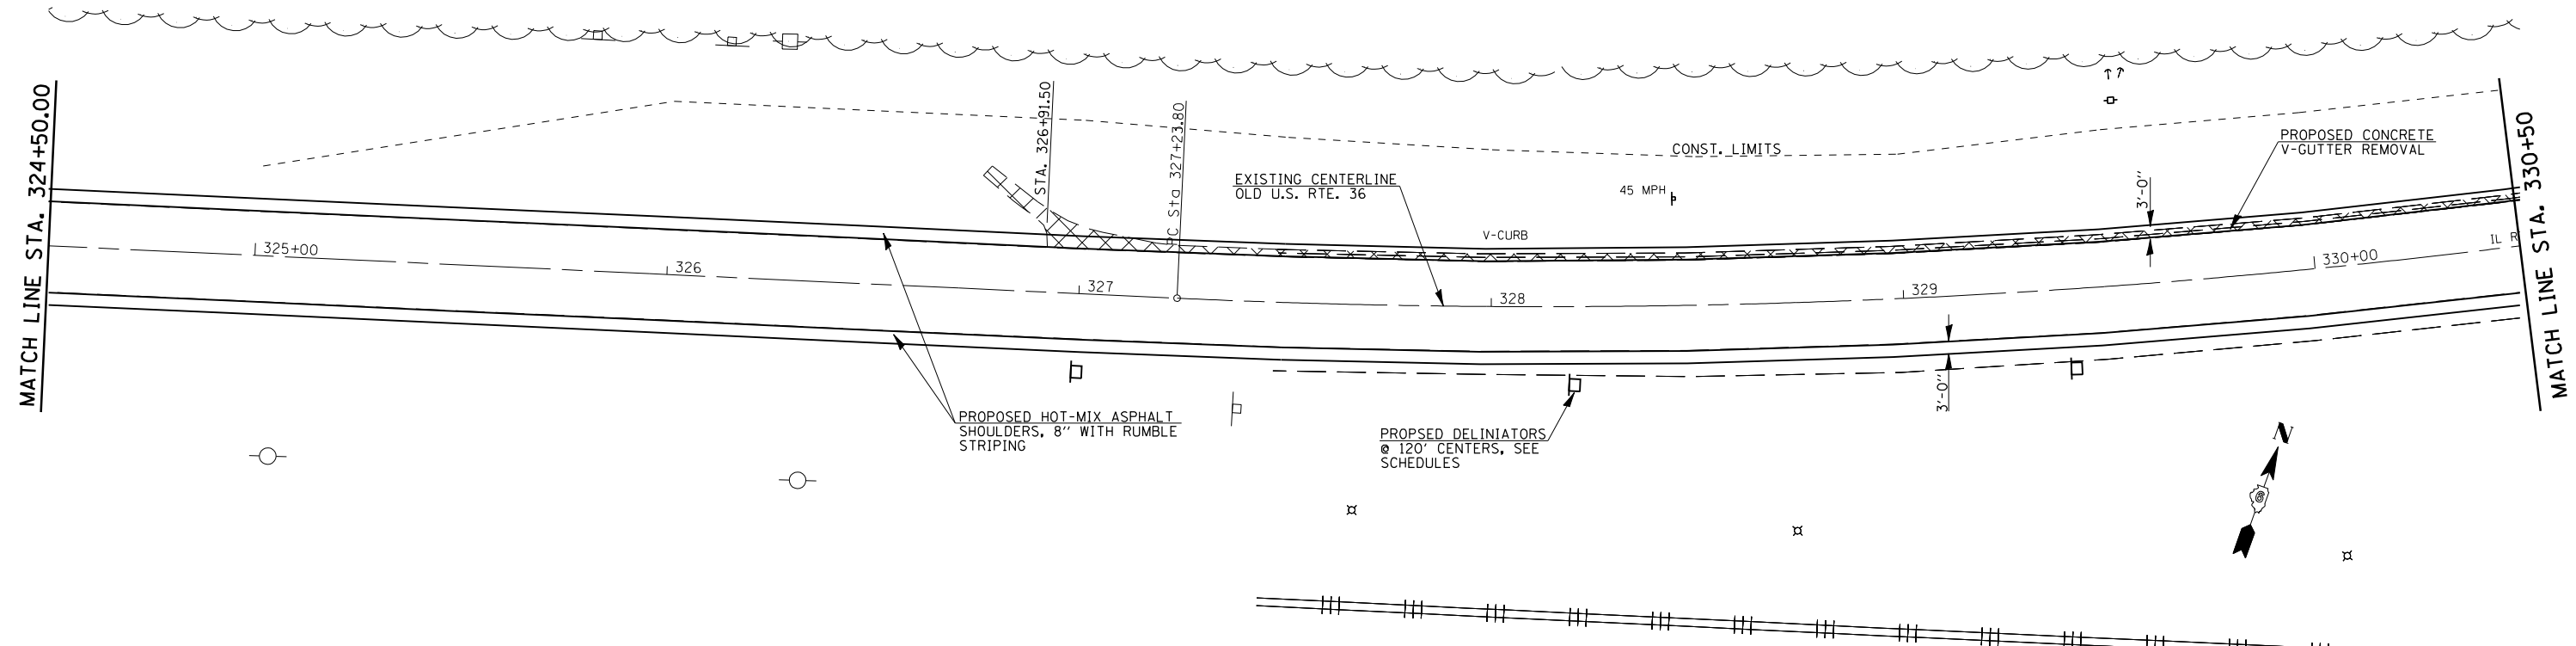 MATCH LINE STA. 324+50.00
STA. 326+91.50
PC Sta 327+23.80
CONST. LIMITS
PROPOSED CONCRETE
V-GUTTER REMOVAL
MATCH LINE STA. 330+50
EXISTING CENTERLINE
OLD U.S. RTE. 36
45 MPH
3'-0"
V-CURB
IL R
325+00
326
327
328
329
330+00
PROPOSED HOT-MIX ASPHALT
SHOULDERS, 8" WITH RUMBLE
STRIPING
PROPSED DELINIATORS
@ 120' CENTERS, SEE
SCHEDULES
3'-0"
N